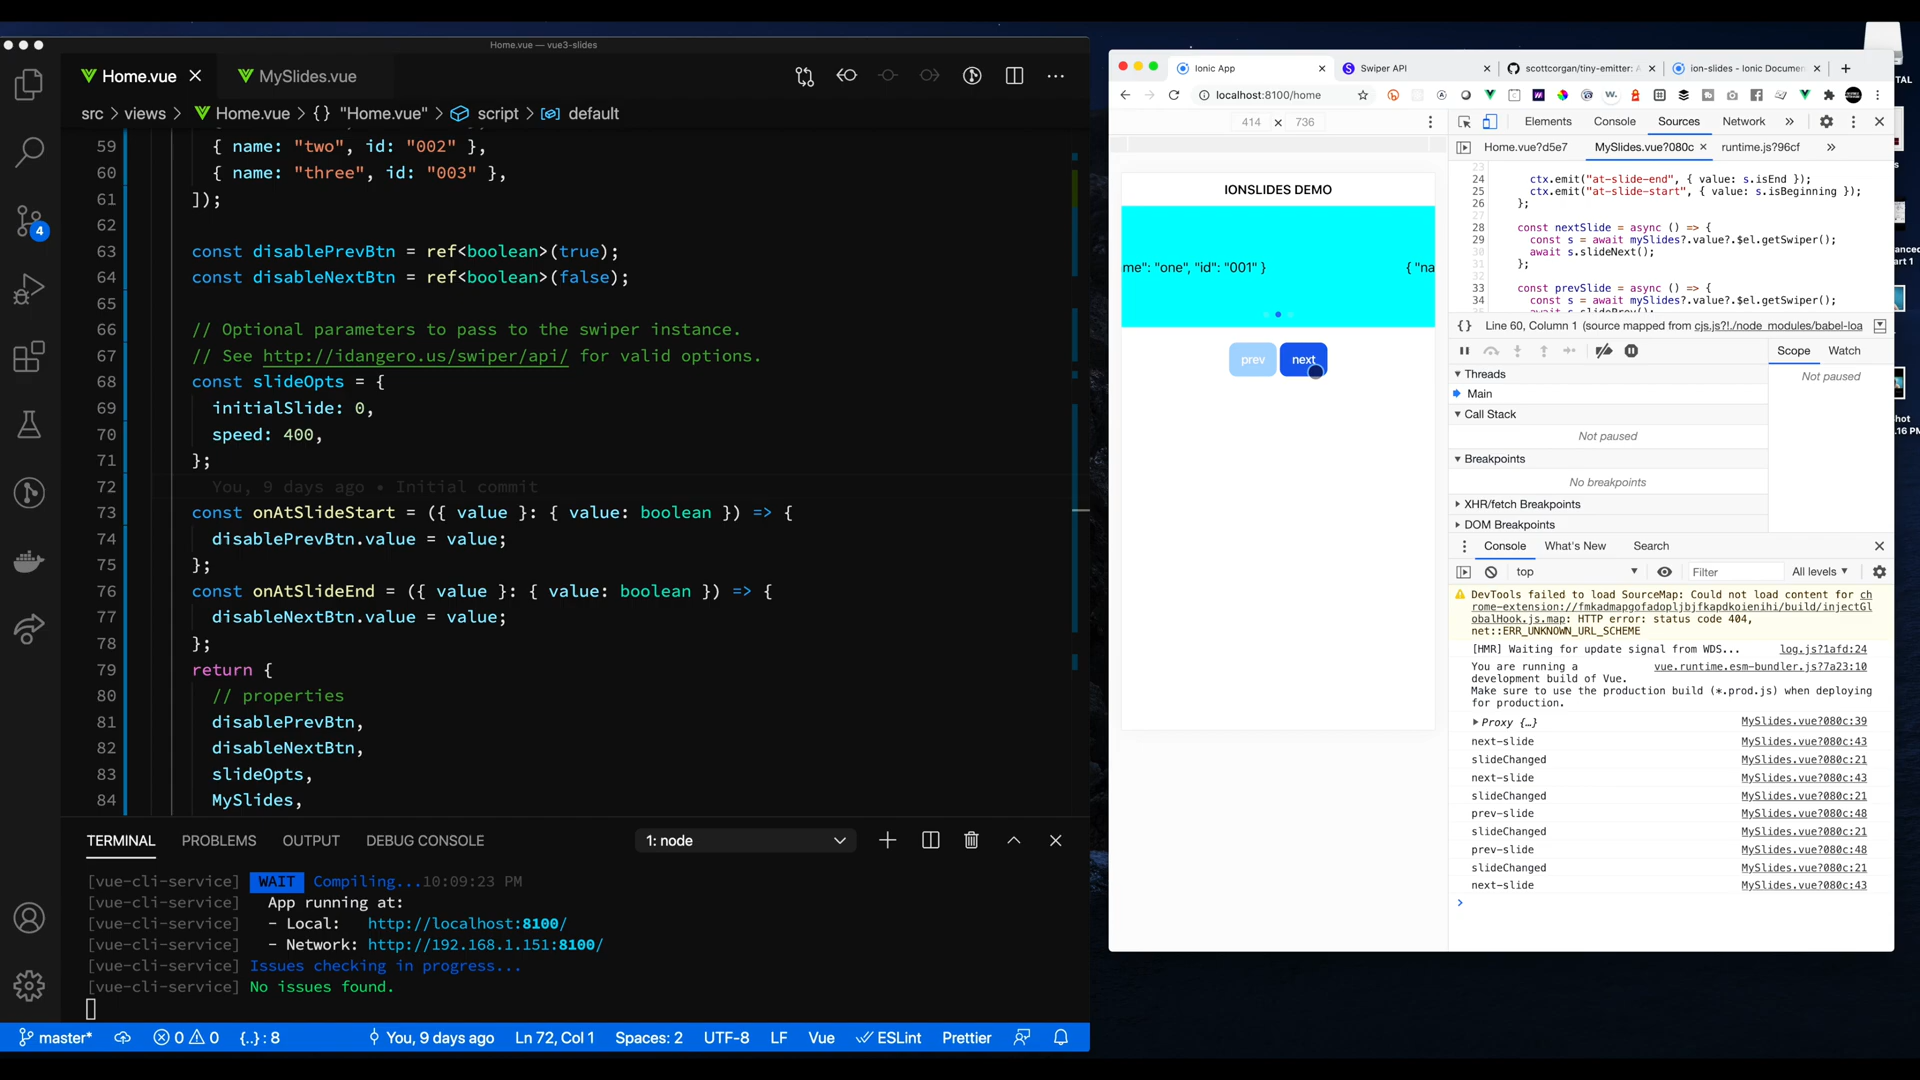 Home.vue — vue3-slides
Home.vue
MySlides.vue
src > views > Home.vue > {} "Home.vue" > script > default
59 { name: "two", id: "002" },
60 { name: "three", id: "003" },
61 ]);
62
63 const disablePrevBtn = ref<boolean>(true);
64 const disableNextBtn = ref<boolean>(false);
65
66 // Optional parameters to pass to the swiper instance.
67 // See http://idangero.us/swiper/api/ for valid options.
68 const slideOpts = {
69 initialSlide: 0,
70 speed: 400,
71 };
72 You, 9 days ago • Initial commit
73 const onAtSlideStart = ({ value }: { value: boolean }) => {
74 disablePrevBtn.value = value;
75 };
76 const onAtSlideEnd = ({ value }: { value: boolean }) => {
77 disableNextBtn.value = value;
78 };
79 return {
80 // properties
81 disablePrevBtn,
82 disableNextBtn,
83 slideOpts,
84 MySlides,
4
TERMINAL PROBLEMS OUTPUT DEBUG CONSOLE 1: node
[vue-cli-service] WAIT Compiling...10:09:23 PM
[vue-cli-service] App running at:
[vue-cli-service] - Local: http://localhost:8100/
[vue-cli-service] - Network: http://192.168.1.151:8100/
[vue-cli-service] Issues checking in progress...
[vue-cli-service] No issues found.
master* 0 0 {..} : 8 You, 9 days ago Ln 72, Col 1 Spaces: 2 UTF-8 LF Vue ESLint Prettier
Ionic App
Swiper API
scottcorgan/tiny-emitter: A
ion-slides - Ionic Documen
localhost:8100/home
414 × 736
IONSLIDES DEMO
me": "one", "id": "001" }
{ "na
prev
next
Elements Console Sources Network »
Home.vue?d5e7 MySlides.vue?080c × runtime.js?96cf »
23
24 ctx.emit("at-slide-end", { value: s.isEnd });
25 ctx.emit("at-slide-start", { value: s.isBeginning });
26 };
27
28 const nextSlide = async () => {
29 const s = await mySlides?.value?.$el.getSwiper();
30 await s.slideNext();
31 };
32
33 const prevSlide = async () => {
34 const s = await mySlides?.value?.$el.getSwiper();
{} Line 60, Column 1 (source mapped from cjs.js?!./node_modules/babel-loa
Scope Watch
Not paused
Threads
Main
Call Stack
Not paused
Breakpoints
No breakpoints
XHR/fetch Breakpoints
DOM Breakpoints
Console What's New Search
top Filter All levels
DevTools failed to load SourceMap: Could not load content for ch
rome-extension://fmkadmapgofadopljbjfkapdkoienihi/build/injectGl
obalHook.js.map: HTTP error: status code 404,
net::ERR_UNKNOWN_URL_SCHEME
[HMR] Waiting for update signal from WDS... log.js?1afd:24
You are running a vue.runtime.esm-bundler.js?7a23:10
development build of Vue.
Make sure to use the production build (*.prod.js) when deploying
for production.
Proxy {…} MySlides.vue?080c:39
next-slide MySlides.vue?080c:43
slideChanged MySlides.vue?080c:21
next-slide MySlides.vue?080c:43
slideChanged MySlides.vue?080c:21
prev-slide MySlides.vue?080c:48
slideChanged MySlides.vue?080c:21
prev-slide MySlides.vue?080c:48
slideChanged MySlides.vue?080c:21
next-slide MySlides.vue?080c:43